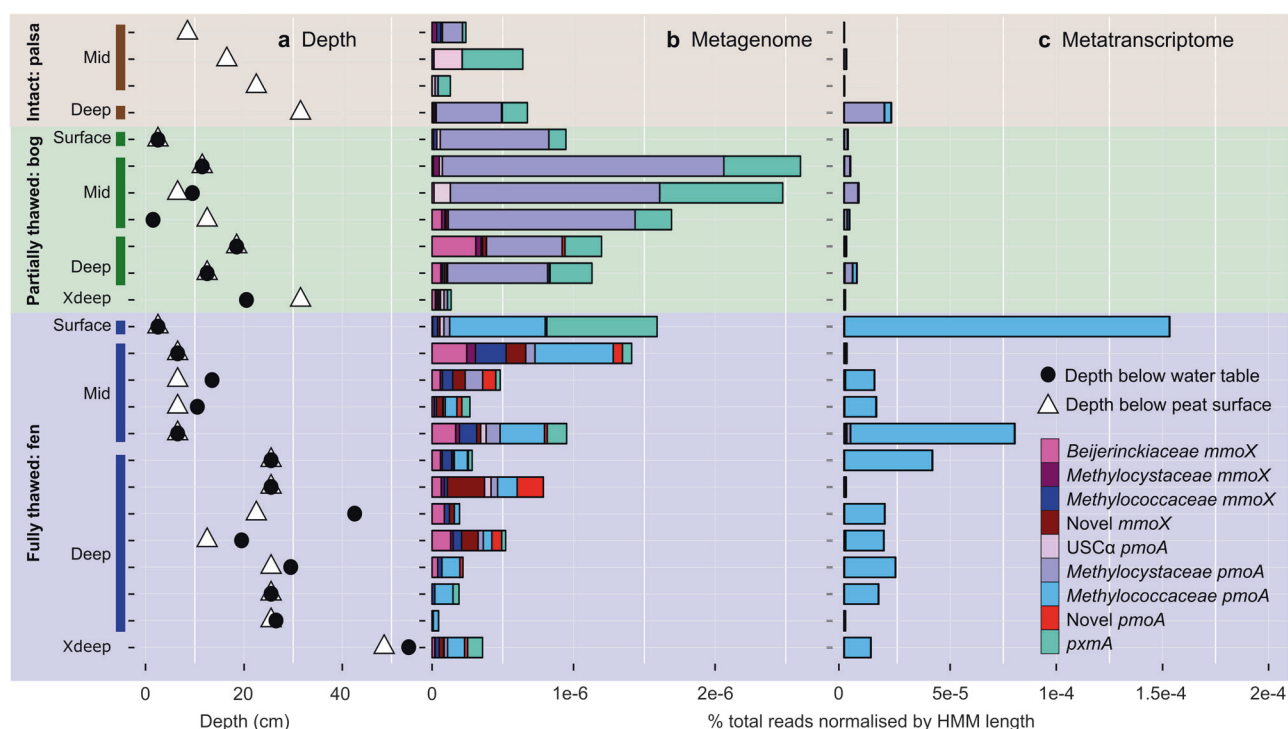 a Depth
b Metagenome
c Metatranscriptome
Intact: palsa
Mid
Deep
Partially thawed: bog
Surface
Mid
Deep
Xdeep
Fully thawed: fen
Surface
Mid
Deep
Xdeep
Depth below water table
Depth below peat surface
Beijerinckiaceae mmoX
Methylocystaceae mmoX
Methylococcaceae mmoX
Novel mmoX
USCα pmoA
Methylocystaceae pmoA
Methylococcaceae pmoA
Novel pmoA
pxmA
0 20 40
0 1e-6 2e-6
0 5e-5 1e-4 1.5e-4 2e-4
Depth (cm)
% total reads normalised by HMM length